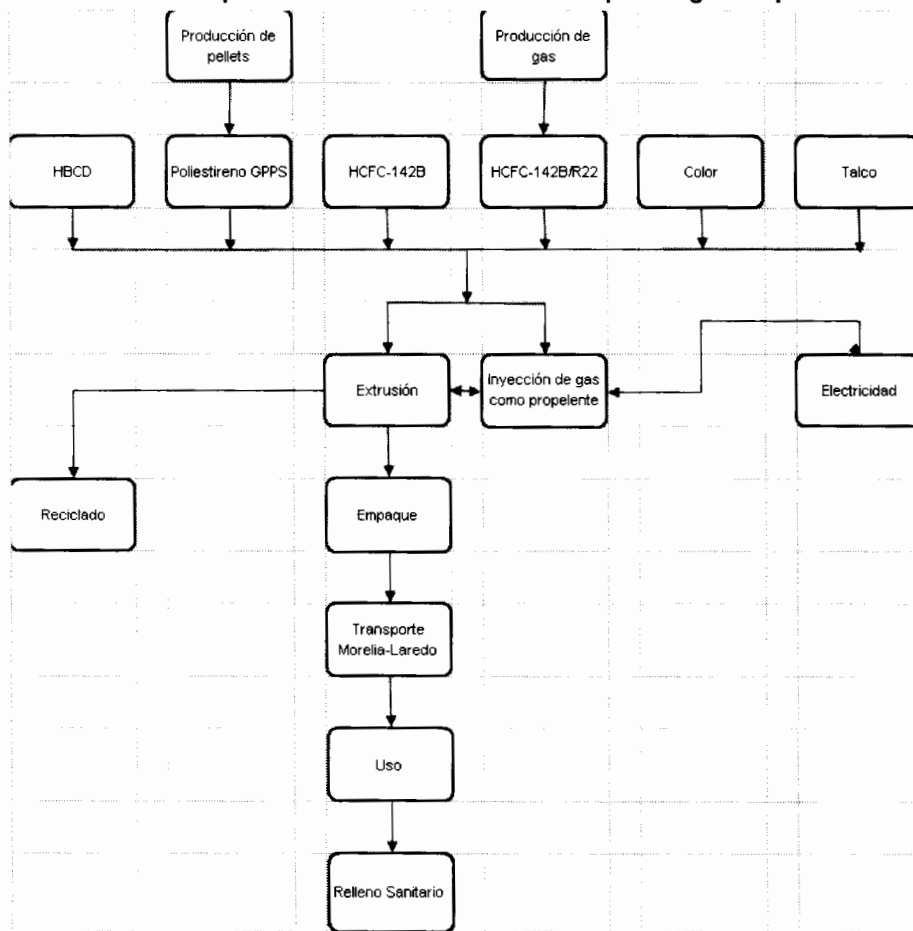 Producción de
pellets
Producción de
gas
HBCD
Poliestireno GPPS
HCFC-142B
HCFC-142B/R22
Color
Talco
Extrusión
Inyección de gas
como propelente
Electricidad
Reciclado
Empaque
Transporte
Morelia-Laredo
Uso
Relleno Sanitario